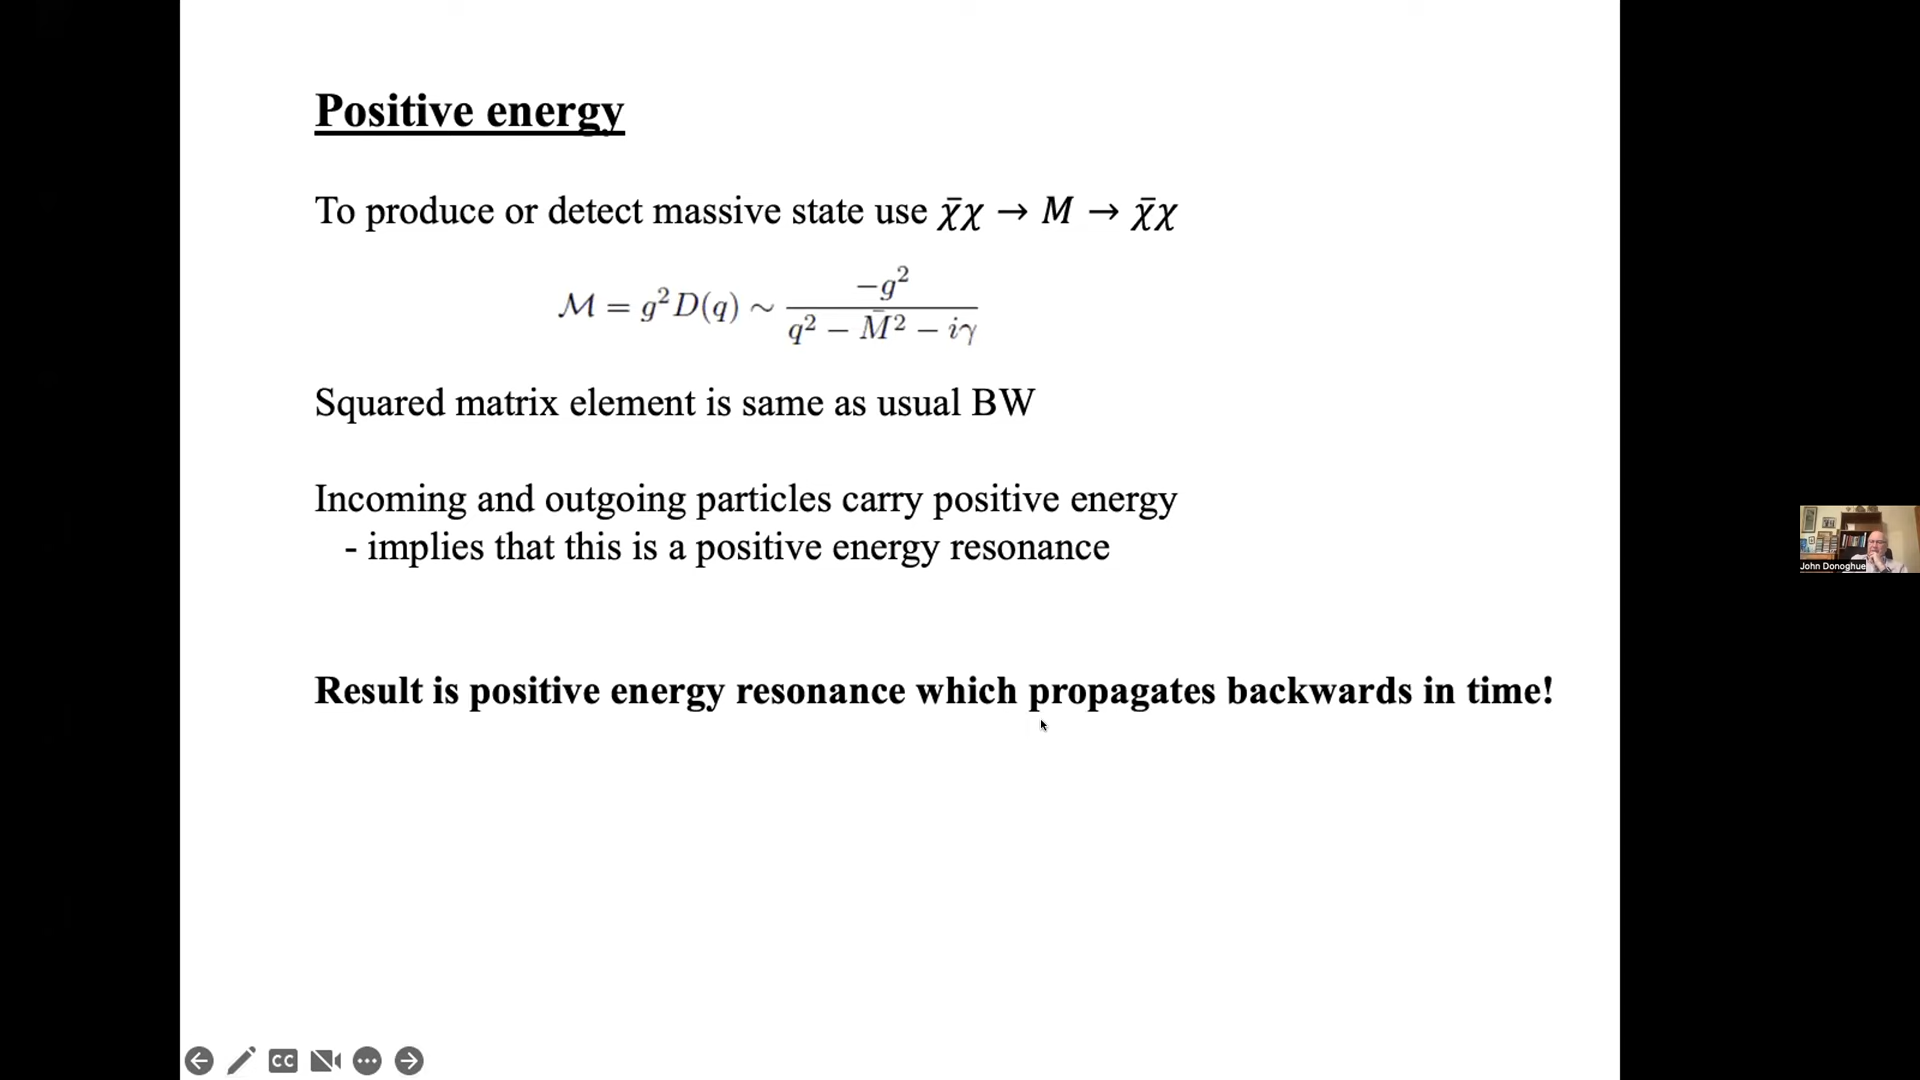 Positive energy
To produce or detect massive state use χ̄χ → M → χ̄χ
ℳ = g²D(q) ∼ −g² / (q² − M̄² − iγ)
Squared matrix element is same as usual BW
Incoming and outgoing particles carry positive energy
- implies that this is a positive energy resonance
John Donoghue
Result is positive energy resonance which propagates backwards in time!
CC